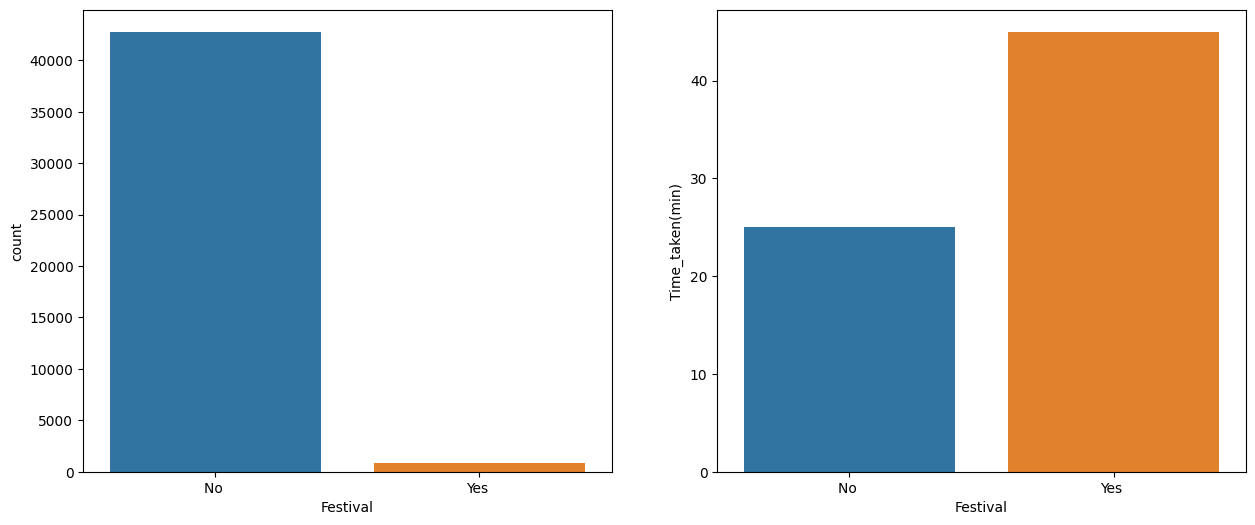 40000
35000
30000
25000
20000
15000
10000
5000
0
count
No
Yes
Festival
40
30
20
10
0
Time_taken(min)
No
Yes
Festival